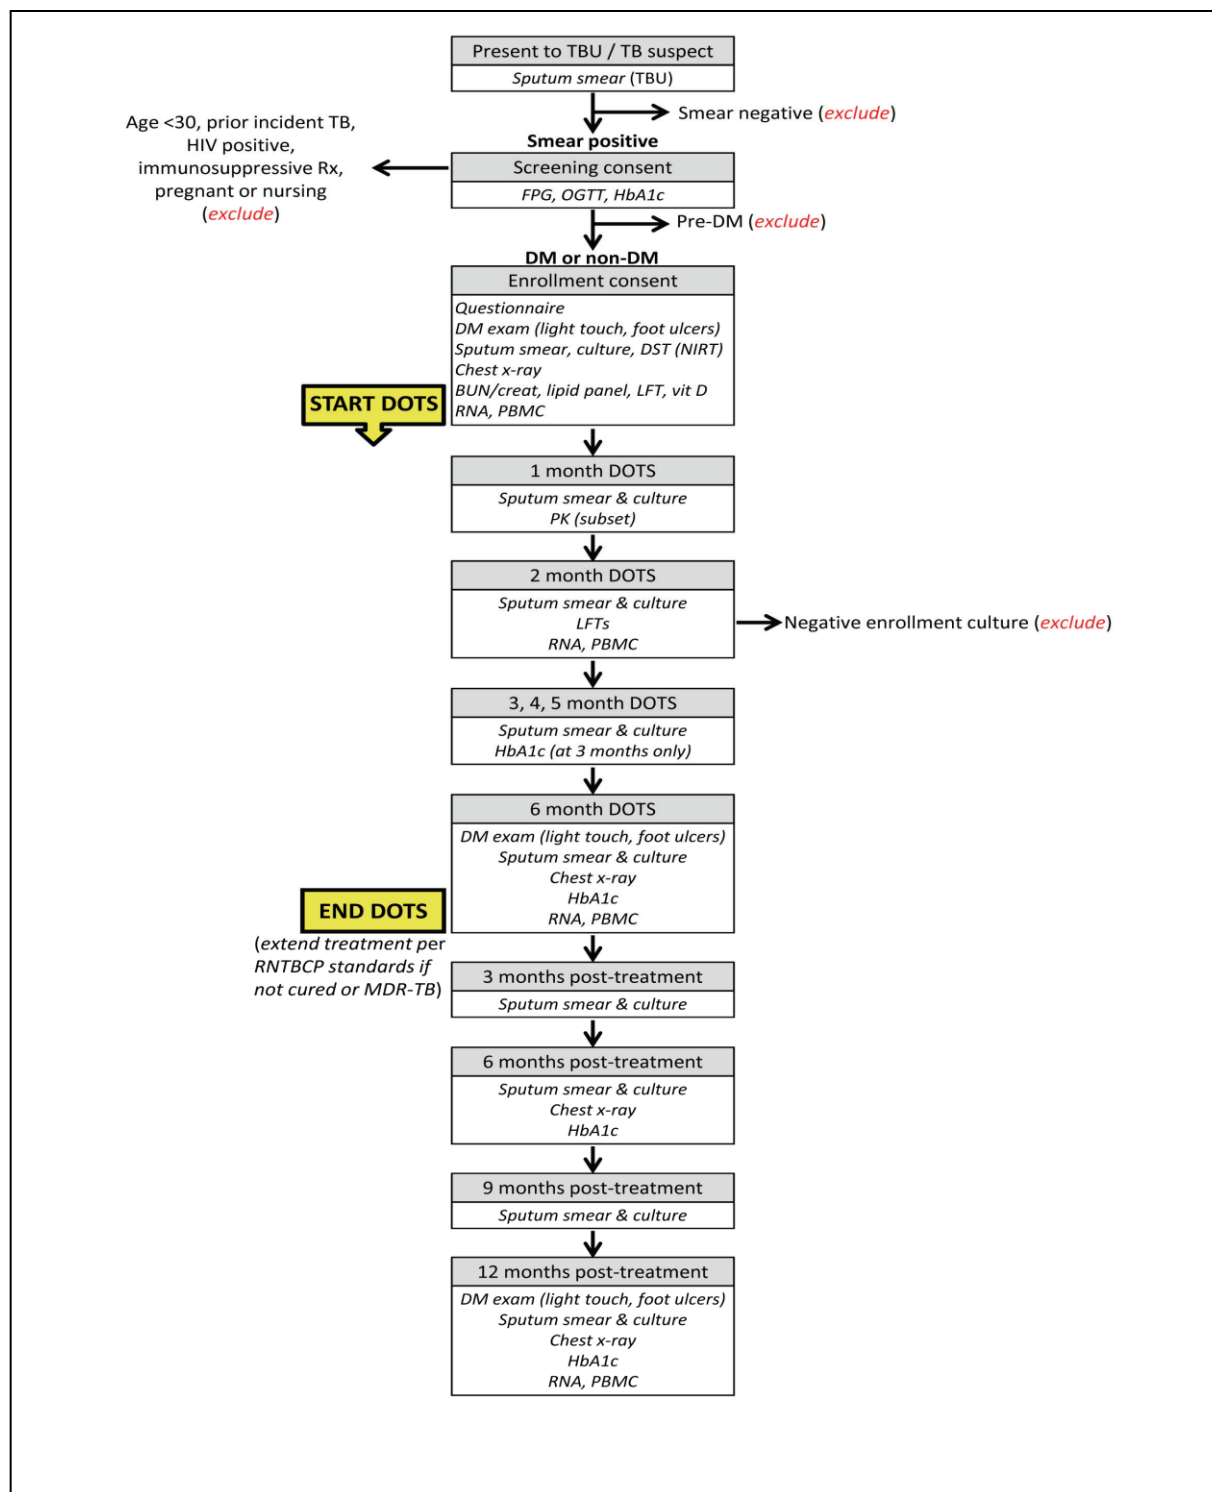 Present to TBU / TB suspect
Sputum smear (TBU)
Smear negative (exclude)
Smear positive
Age <30, prior incident TB,
HIV positive,
immunosuppressive Rx,
pregnant or nursing
(exclude)
Screening consent
FPG, OGTT, HbA1c
Pre-DM (exclude)
DM or non-DM
Enrollment consent
Questionnaire
DM exam (light touch, foot ulcers)
Sputum smear, culture, DST (NIRT)
Chest x-ray
BUN/creat, lipid panel, LFT, vit D
RNA, PBMC
START DOTS
1 month DOTS
Sputum smear & culture
PK (subset)
2 month DOTS
Sputum smear & culture
LFTs
RNA, PBMC
Negative enrollment culture (exclude)
3, 4, 5 month DOTS
Sputum smear & culture
HbA1c (at 3 months only)
6 month DOTS
DM exam (light touch, foot ulcers)
Sputum smear & culture
Chest x-ray
HbA1c
RNA, PBMC
END DOTS
(extend treatment per
RNTBCP standards if
not cured or MDR-TB)
3 months post-treatment
Sputum smear & culture
6 months post-treatment
Sputum smear & culture
Chest x-ray
HbA1c
9 months post-treatment
Sputum smear & culture
12 months post-treatment
DM exam (light touch, foot ulcers)
Sputum smear & culture
Chest x-ray
HbA1c
RNA, PBMC